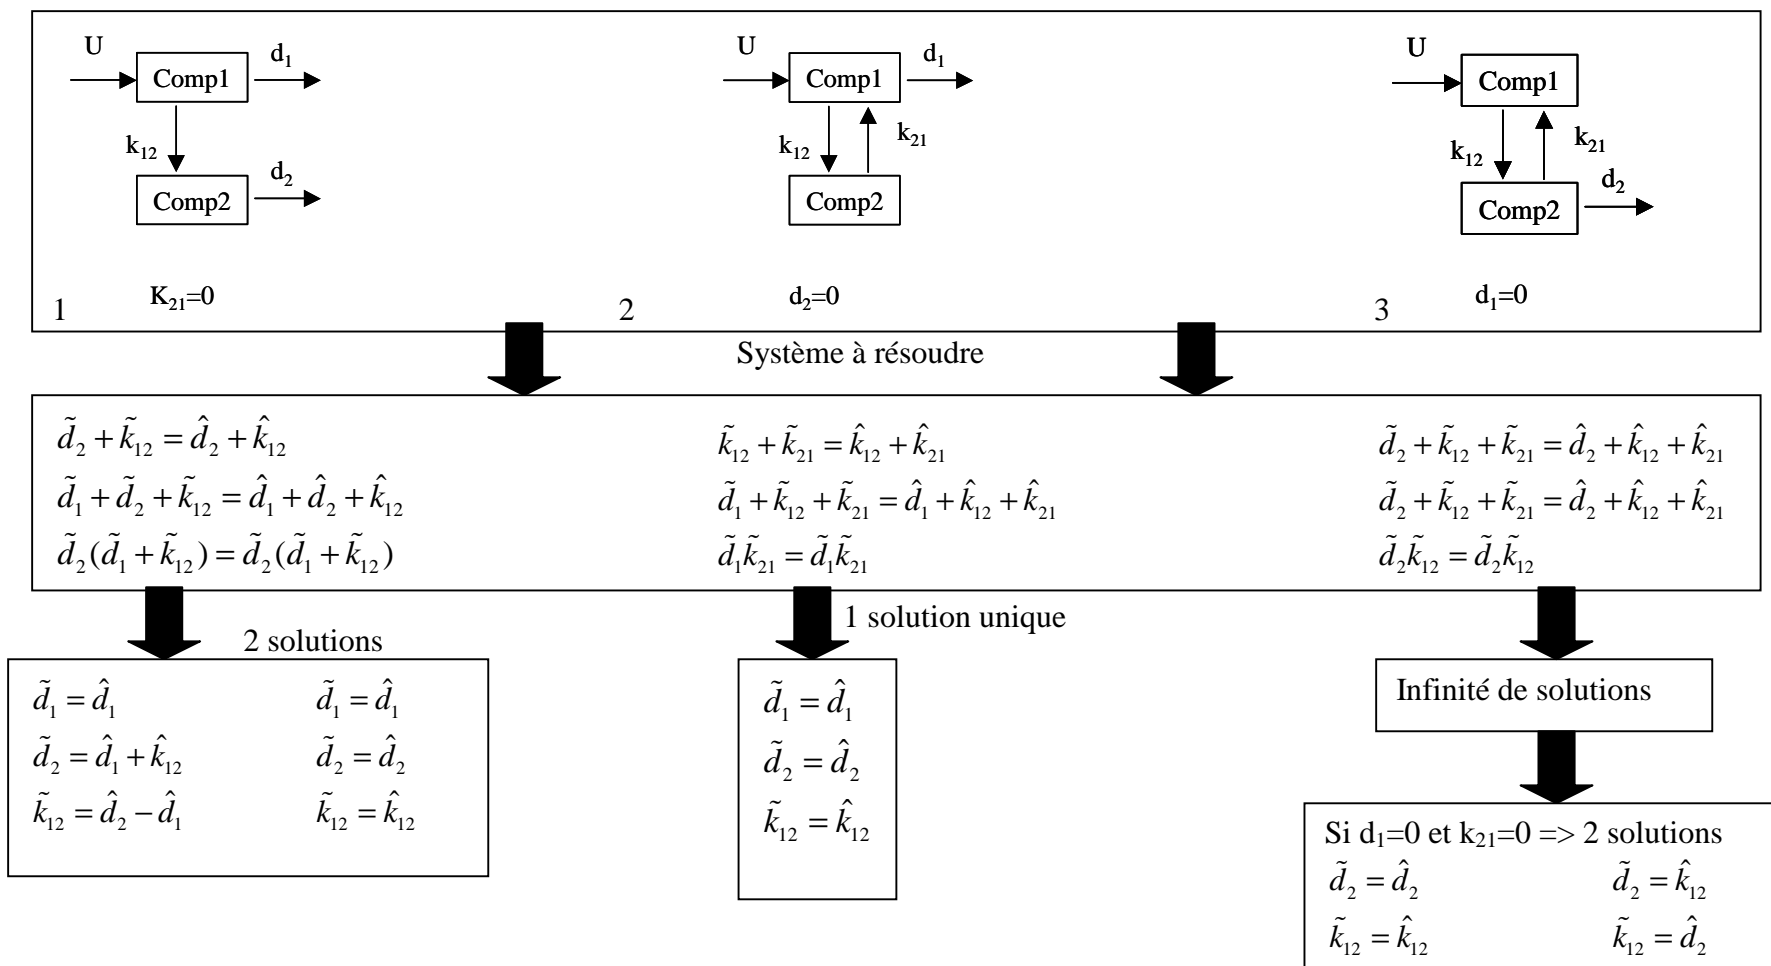 U
d₁
Comp1
k₁₂
d₂
Comp2
K₂₁=0
1
U
d₁
Comp1
k₁₂
k₂₁
Comp2
d₂=0
2
U
Comp1
k₁₂
k₂₁
d₂
Comp2
d₁=0
3
Système à résoudre
d̃₂ + k̃₁₂ = d̂₂ + k̂₁₂
d̃₁ + d̃₂ + k̃₁₂ = d̂₁ + d̂₂ + k̂₁₂
d̃₂(d̃₁ + k̃₁₂) = d̃₂(d̃₁ + k̃₁₂)
k̃₁₂ + k̃₂₁ = k̂₁₂ + k̂₂₁
d̃₁ + k̃₁₂ + k̃₂₁ = d̂₁ + k̂₁₂ + k̂₂₁
d̃₁k̃₂₁ = d̃₁k̃₂₁
d̃₂ + k̃₁₂ + k̃₂₁ = d̂₂ + k̂₁₂ + k̂₂₁
d̃₂ + k̃₁₂ + k̃₂₁ = d̂₂ + k̂₁₂ + k̂₂₁
d̃₂k̃₁₂ = d̃₂k̃₁₂
2 solutions
d̃₁ = d̂₁
d̃₂ = d̂₁ + k̂₁₂
k̃₁₂ = d̂₂ − d̂₁
d̃₁ = d̂₁
d̃₂ = d̂₂
k̃₁₂ = k̂₁₂
1 solution unique
d̃₁ = d̂₁
d̃₂ = d̂₂
k̃₁₂ = k̂₁₂
Infinité de solutions
Si d₁=0 et k₂₁=0 => 2 solutions
d̃₂ = d̂₂
k̃₁₂ = k̂₁₂
d̃₂ = k̂₁₂
k̃₁₂ = d̂₂